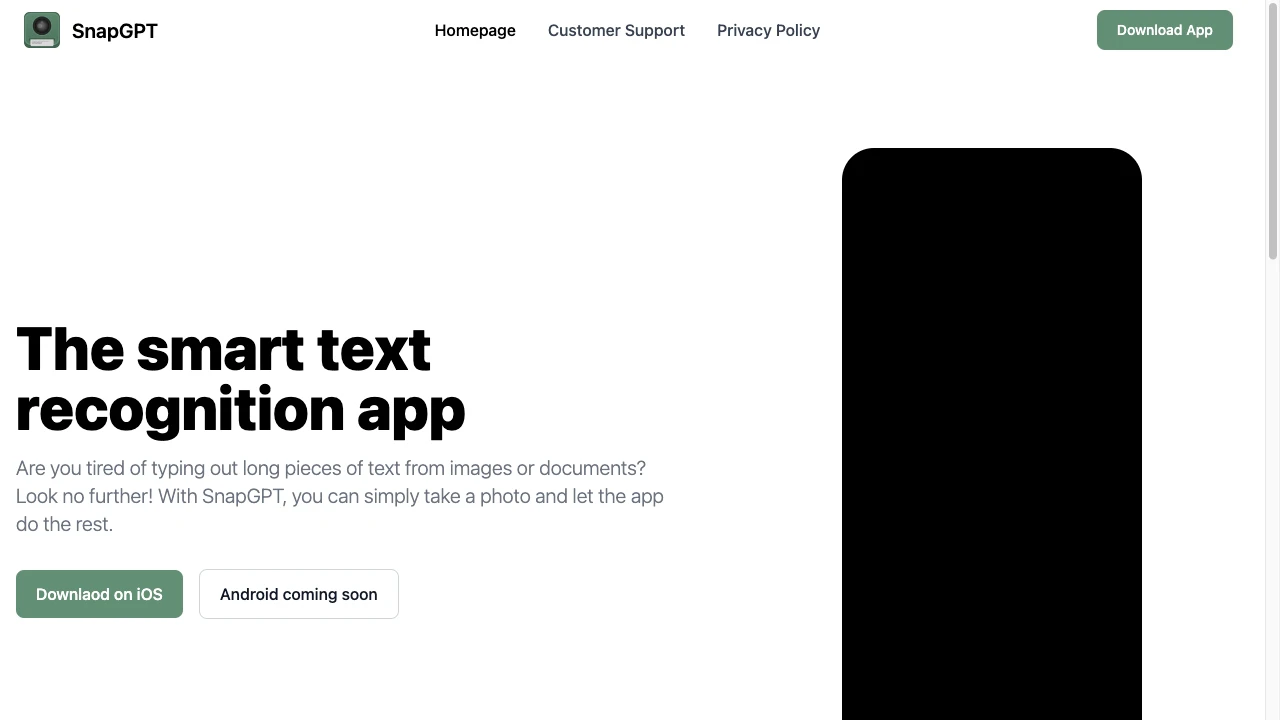 SnapGPT
Homepage
Customer Support
Privacy Policy
Download App
The smart text
recognition app
Are you tired of typing out long pieces of text from images or documents?
Look no further! With SnapGPT, you can simply take a photo and let the app
do the rest.
Downlaod on iOS
Android coming soon